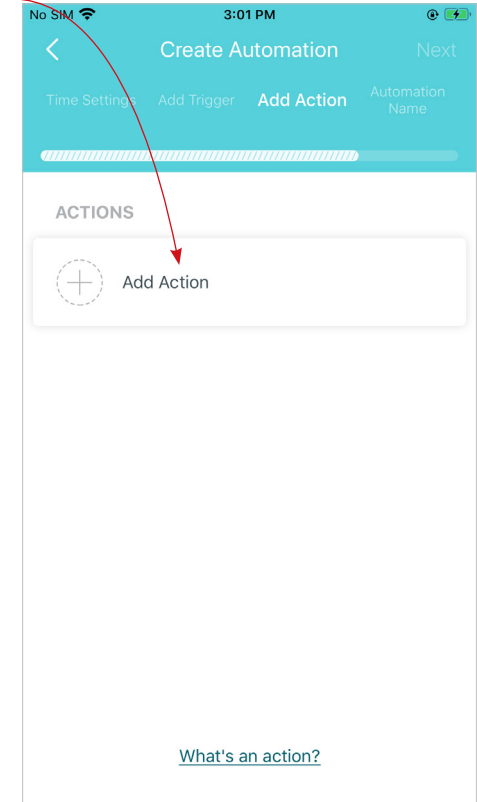 No SIM 3:01 PM
Create Automation Next
Time Settings Add Trigger Add Action Automation Name
ACTIONS
Add Action
What's an action?